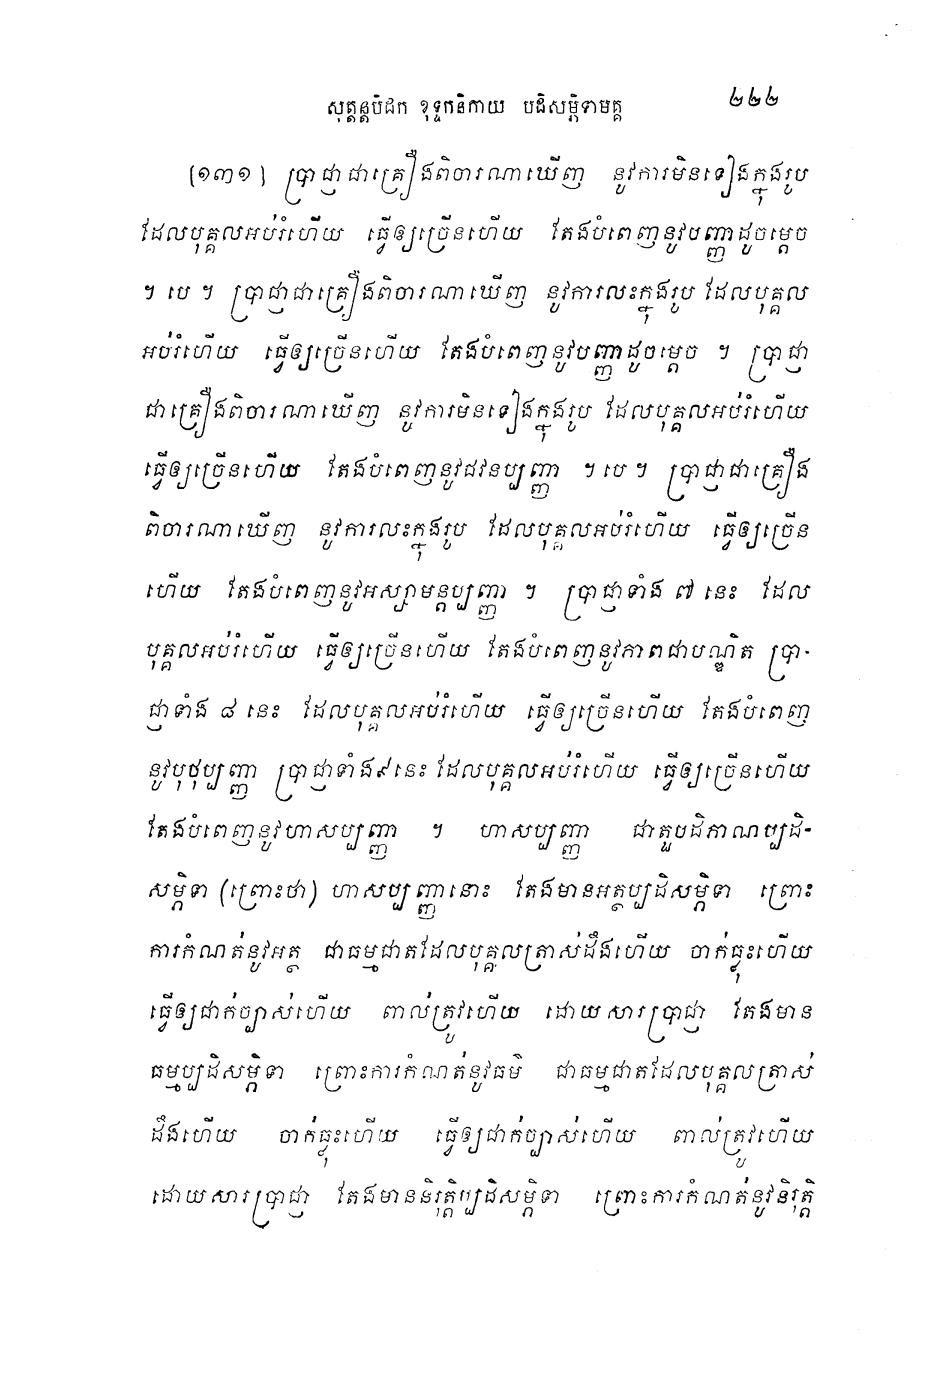 សុត្តន្តបិដក ខុទ្ទកនិកាយ បដិសម្ភិទាមគ្គ ២២២
(១៣១) ប្រាជ្ញាជាគ្រឿងពិចារណាឃើញ នូវការមិនទៀងក្នុងរូប
ដែលបុគ្គលអប់រំហើយ ធ្វើឲ្យច្រើនហើយ តែងបំពេញនូវបញ្ញាដូចម្តេច
។ បេ ។ ប្រាជ្ញាជាគ្រឿងពិចារណាឃើញ នូវការលះក្នុងរូប ដែលបុគ្គល
អប់រំហើយ ធ្វើឲ្យច្រើនហើយ តែងបំពេញនូវបញ្ញាដូចម្តេច ។ ប្រាជ្ញា
ជាគ្រឿងពិចារណាឃើញ នូវការមិនទៀងក្នុងរូប ដែលបុគ្គលអប់រំហើយ
ធ្វើឲ្យច្រើនហើយ តែងបំពេញនូវជវនប្បញ្ញា ។ បេ ។ ប្រាជ្ញាជាគ្រឿង
ពិចារណាឃើញ នូវការលះក្នុងរូប ដែលបុគ្គលអប់រំហើយ ធ្វើឲ្យច្រើន
ហើយ តែងបំពេញនូវអស្សាមន្តប្បញ្ញា ។ ប្រាជ្ញាទាំង ៧ នេះ ដែល
បុគ្គលអប់រំហើយ ធ្វើឲ្យច្រើនហើយ តែងបំពេញនូវភាពជាបណ្ឌិត ប្រា-
ជ្ញាទាំង ៨ នេះ ដែលបុគ្គលអប់រំហើយ ធ្វើឲ្យច្រើនហើយ តែងបំពេញ
នូវបុថុប្បញ្ញា ប្រាជ្ញាទាំង៩នេះ ដែលបុគ្គលអប់រំហើយ ធ្វើឲ្យច្រើនហើយ
តែងបំពេញនូវហាសប្បញ្ញា ។ ហាសប្បញ្ញា ជាតួបដិភាណប្បដិ-
សម្ភិទា (ព្រោះថា) ហាសប្បញ្ញានោះ តែងមានអត្ថប្បដិសម្ភិទា ព្រោះ
ការកំណត់នូវអត្ថ ជាធម្មជាតដែលបុគ្គលត្រាស់ដឹងហើយ ចាក់ធ្លុះហើយ
ធ្វើឲ្យជាក់ច្បាស់ហើយ ពាល់ត្រូវហើយ ដោយសារប្រាជ្ញា តែងមាន
ធម្មប្បដិសម្ភិទា ព្រោះការកំណត់នូវធម៌ ជាធម្មជាតដែលបុគ្គលត្រាស់
ដឹងហើយ ចាក់ធ្លុះហើយ ធ្វើឲ្យជាក់ច្បាស់ហើយ ពាល់ត្រូវហើយ
ដោយសារប្រាជ្ញា តែងមាននិរុត្តិប្បដិសម្ភិទា ព្រោះការកំណត់នូវនិរុត្តិ